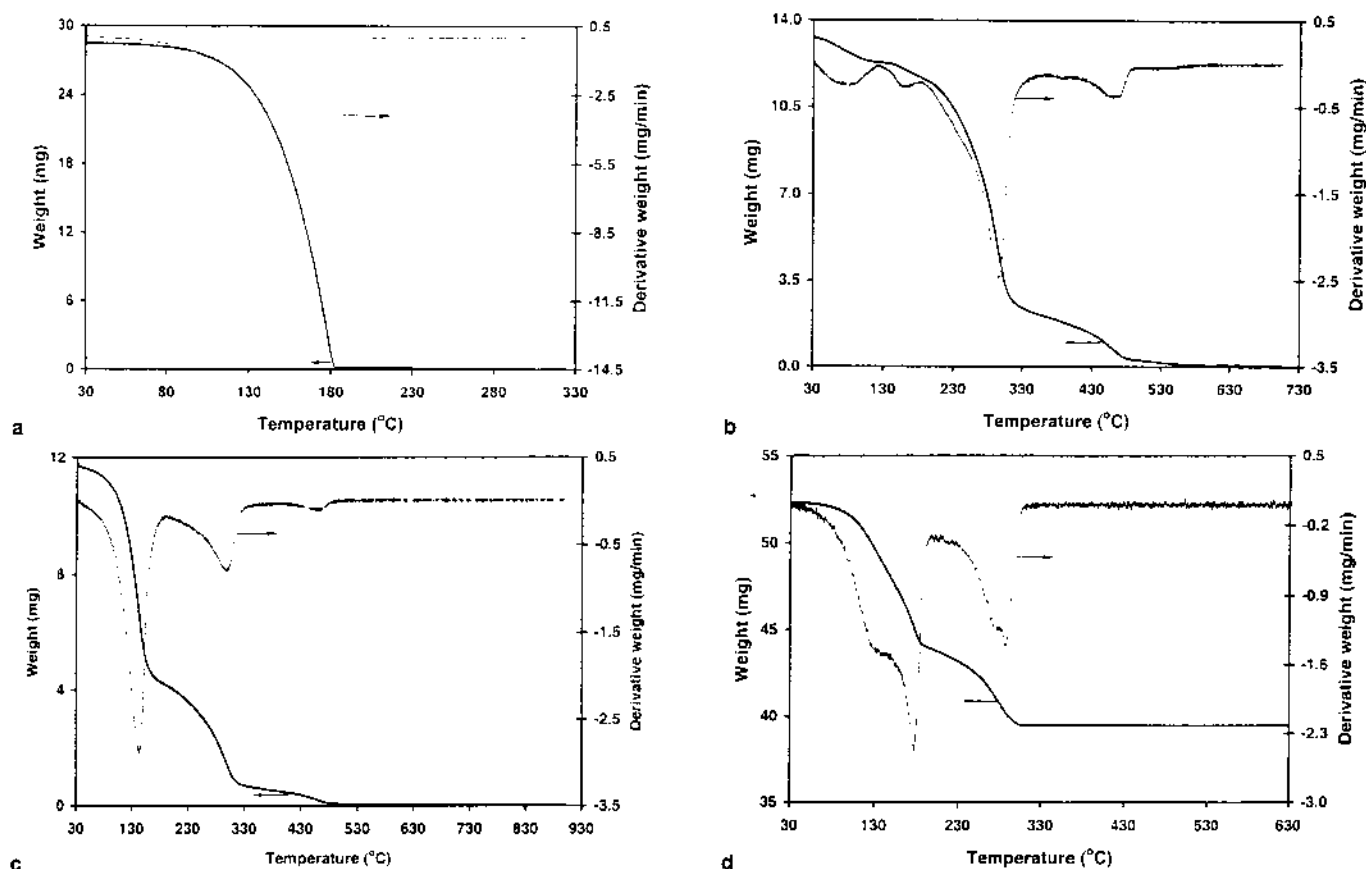 30
24
18
12
6
0
Weight (mg)
0.5
-2.5
-5.5
-8.5
-11.5
-14.5
Derivative weight (mg/min)
30 80 130 180 230 280 330
Temperature (°C)
a
14.0
10.5
7.0
3.5
0.0
Weight (mg)
0.5
-0.5
-1.5
-2.5
-3.5
Derivative weight (mg/min)
30 130 230 330 430 530 630 730
Temperature (°C)
b
12
8
4
0
Weight (mg)
0.5
-0.5
-1.5
-2.5
-3.5
Derivative weight (mg/min)
30 130 230 330 430 530 630 730 830 930
Temperature (°C)
c
55
50
45
40
35
Weight (mg)
0.5
-0.2
-0.9
-1.6
-2.3
-3.0
Derivative weight (mg/min)
30 130 230 330 430 530 630
Temperature (°C)
d